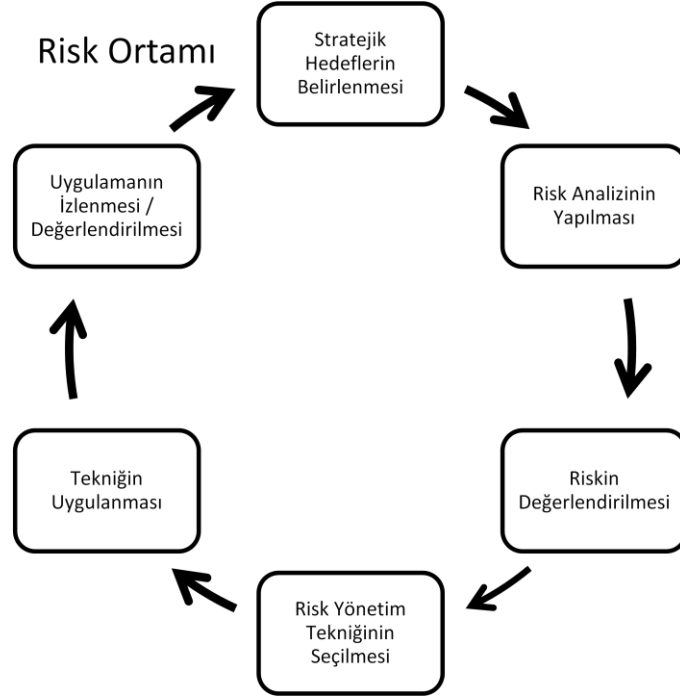 Risk Ortamı
Stratejik
Hedeflerin
Belirlenmesi
Risk Analizinin
Yapılması
Riskin
Değerlendirilmesi
Risk Yönetim
Tekniğinin
Seçilmesi
Tekniğin
Uygulanması
Uygulamanın
İzlenmesi /
Değerlendirilmesi